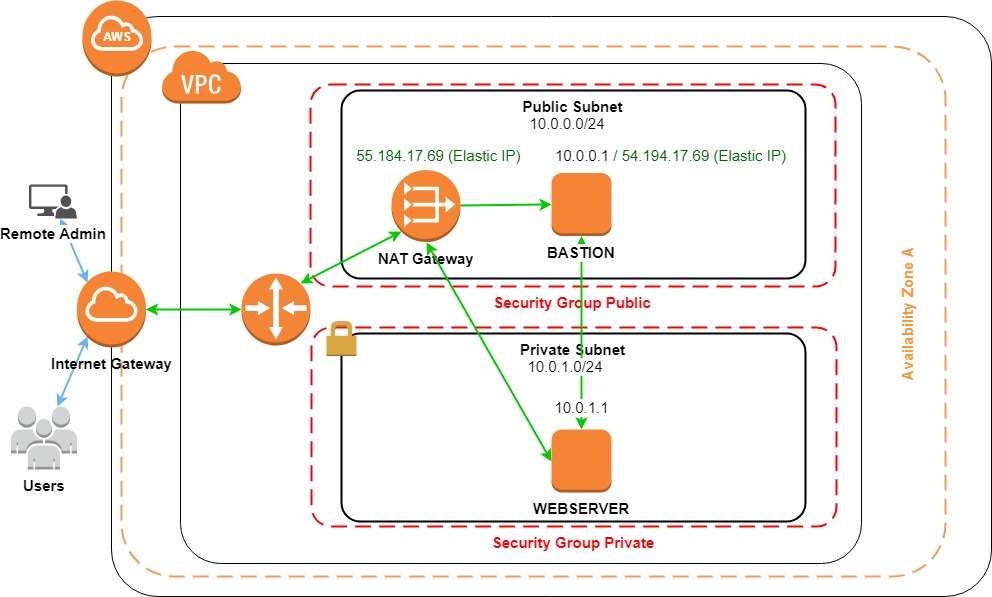 AWS
VPC
Public Subnet
10.0.0.0/24
55.184.17.69 (Elastic IP)
10.0.0.1 / 54.194.17.69 (Elastic IP)
Remote Admin
NAT Gateway
BASTION
Security Group Public
Availability Zone A
Internet Gateway
Private Subnet
10.0.1.0/24
10.0.1.1
Users
WEBSERVER
Security Group Private